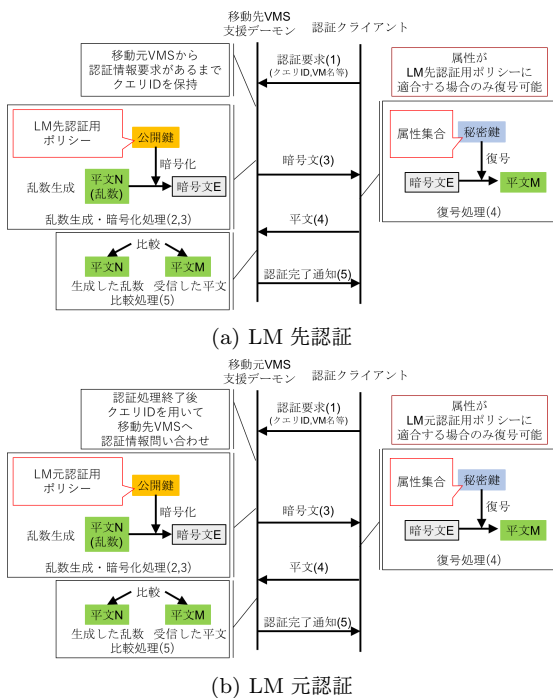 移動先VMS
支援デーモン
認証クライアント
移動元VMSから
認証情報要求があるまで
クエリIDを保持
認証要求(1)
(クエリID,VM名等)
属性が
LM先認証用ポリシーに
適合する場合のみ復号可能
LM先認証用
ポリシー
公開鍵
暗号化
乱数生成
平文N
(乱数)
暗号文E
乱数生成・暗号化処理(2,3)
暗号文(3)
属性集合
秘密鍵
復号
暗号文E
平文M
復号処理(4)
平文(4)
比較
平文N
平文M
生成した乱数
受信した平文
比較処理(5)
認証完了通知(5)
(a) LM 先認証
移動元VMS
支援デーモン
認証クライアント
認証処理終了後
クエリIDを用いて
移動先VMSへ
認証情報問い合わせ
認証要求(1)
(クエリID,VM名等)
属性が
LM元認証用ポリシーに
適合する場合のみ復号可能
LM元認証用
ポリシー
公開鍵
暗号化
乱数生成
平文N
(乱数)
暗号文E
乱数生成・暗号化処理(2,3)
暗号文(3)
属性集合
秘密鍵
復号
暗号文E
平文M
復号処理(4)
平文(4)
比較
平文N
平文M
生成した乱数
受信した平文
比較処理(5)
認証完了通知(5)
(b) LM 元認証